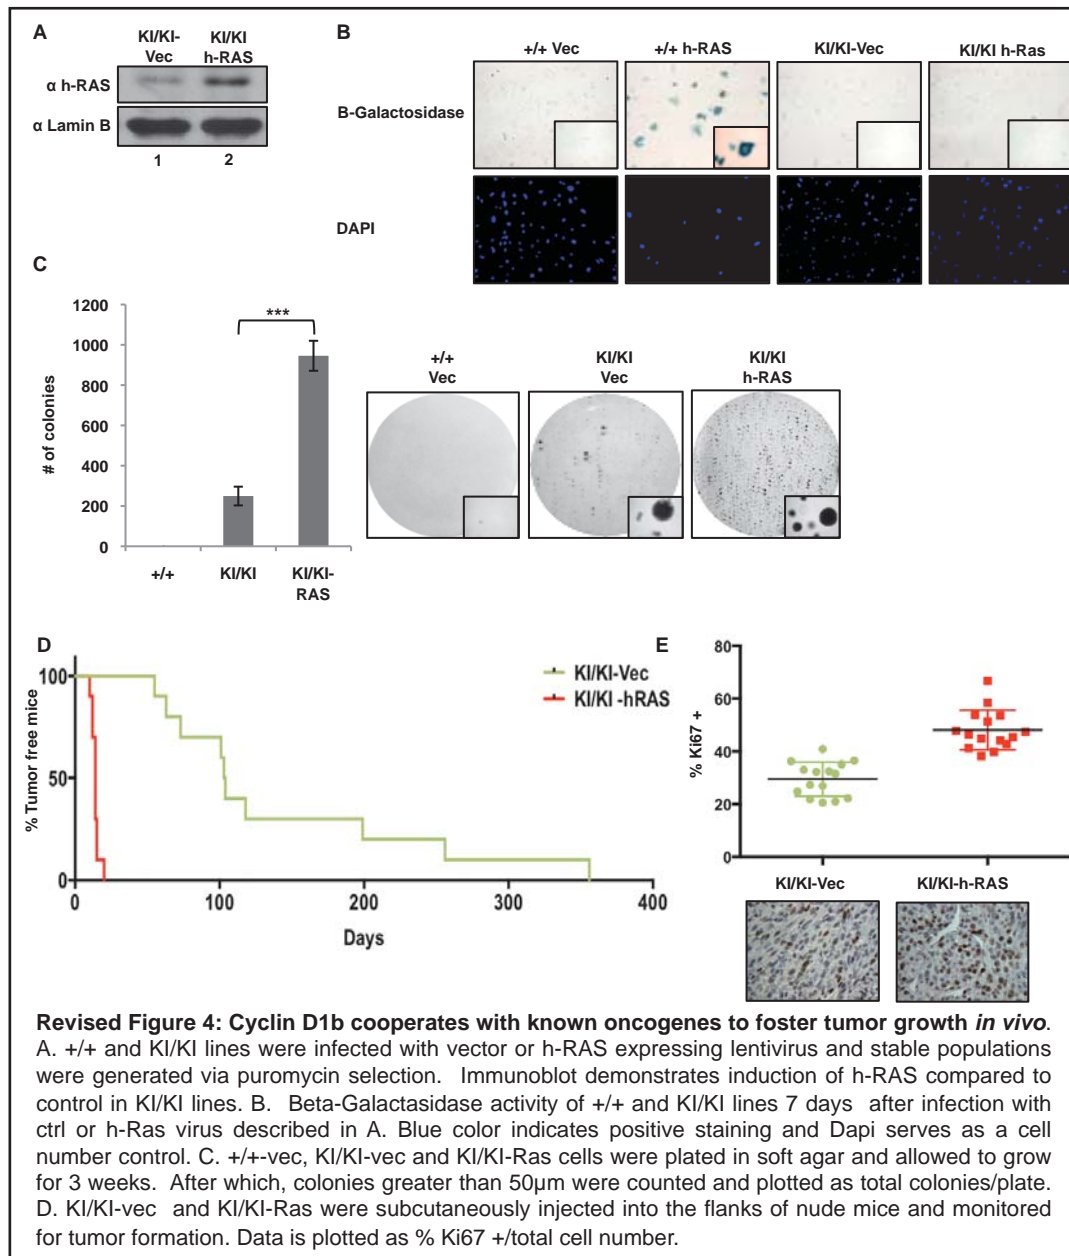 A
KI/KI-
Vec
KI/KI
h-RAS
α h-RAS
α Lamin B
1
2
B
+/+ Vec
+/+ h-RAS
KI/KI-Vec
KI/KI h-Ras
B-Galactosidase
DAPI
C
1200
1000
800
600
400
200
0
# of colonies
***
+/+
KI/KI
KI/KI-
RAS
+/+
Vec
KI/KI
Vec
KI/KI
h-RAS
D
100
50
0
% Tumor free mice
0
100
200
300
400
Days
KI/KI-Vec
KI/KI -hRAS
E
80
60
40
20
0
% Ki67 +
KI/KI-Vec
KI/KI-h-RAS
Revised Figure 4: Cyclin D1b cooperates with known oncogenes to foster tumor growth in vivo.
A. +/+ and KI/KI lines were infected with vector or h-RAS expressing lentivirus and stable populations
were generated via puromycin selection. Immunoblot demonstrates induction of h-RAS compared to
control in KI/KI lines. B. Beta-Galactasidase activity of +/+ and KI/KI lines 7 days after infection with
ctrl or h-Ras virus described in A. Blue color indicates positive staining and Dapi serves as a cell
number control. C. +/+-vec, KI/KI-vec and KI/KI-Ras cells were plated in soft agar and allowed to grow
for 3 weeks. After which, colonies greater than 50µm were counted and plotted as total colonies/plate.
D. KI/KI-vec and KI/KI-Ras were subcutaneously injected into the flanks of nude mice and monitored
for tumor formation. Data is plotted as % Ki67 +/total cell number.